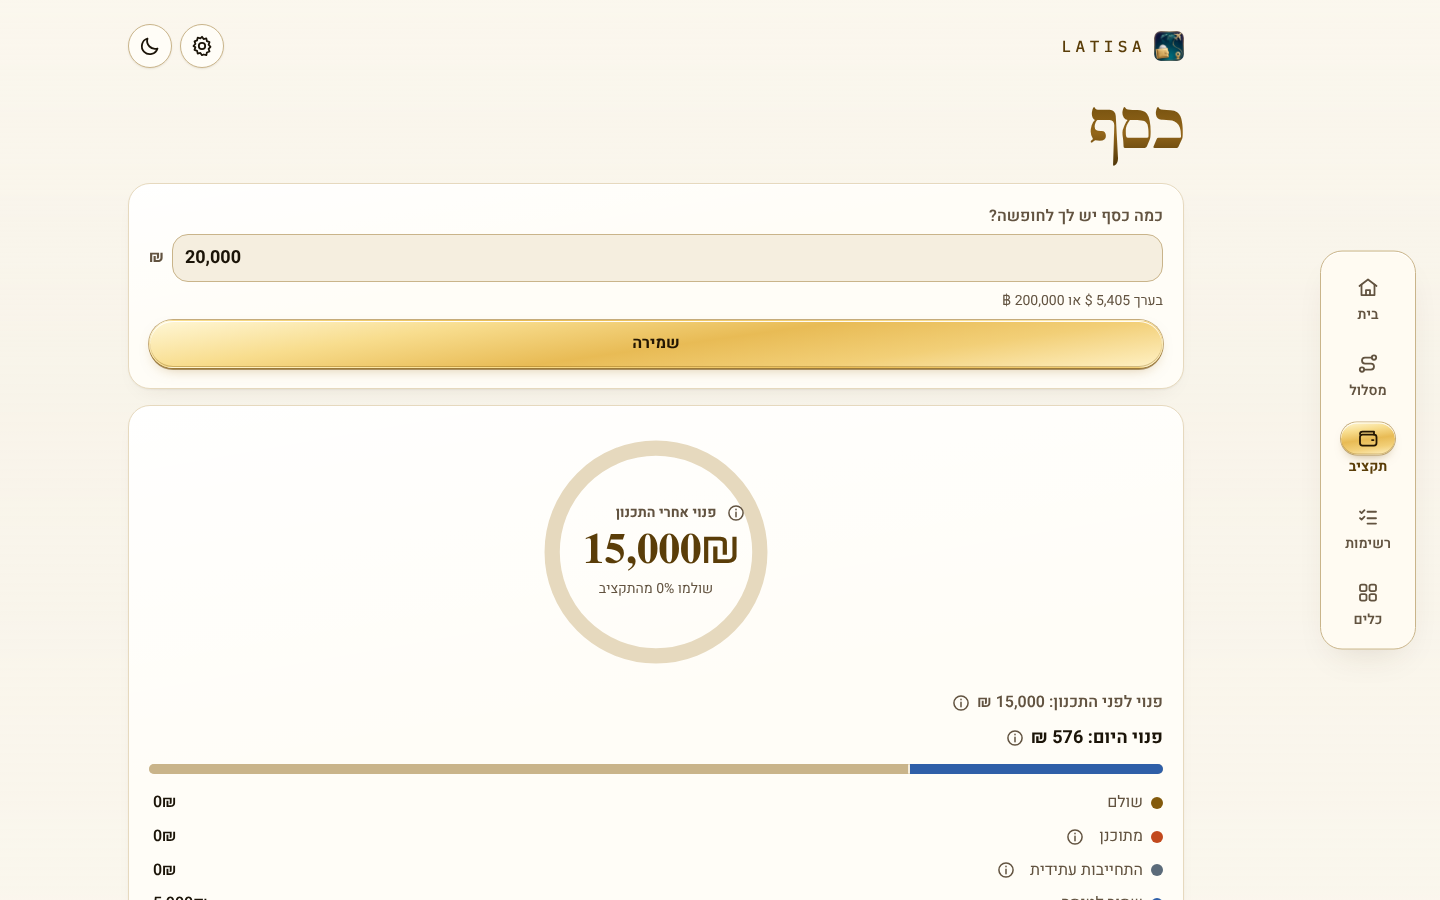 LATISA
כסף
כמה כסף יש לך לחופשה?
20,000 ₪
בערך 5,405 $ או 200,000 ฿
שמירה
בית
מסלול
תקציב
רשימות
כלים
פנוי אחרי התכנון
₪15,000
שולמו 0% מהתקציב
פנוי לפני התכנון: 15,000 ₪
פנוי היום: 576 ₪
שולם ₪0
מתוכנן ₪0
התחייבות עתידית ₪0